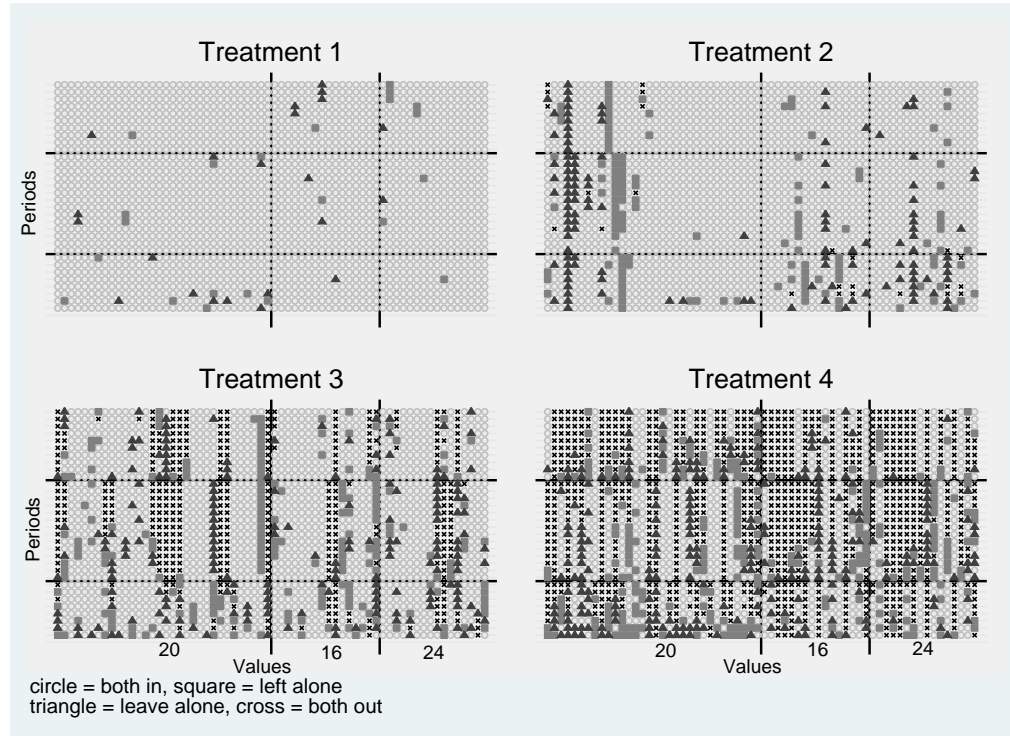 Treatment 1
Treatment 2
Periods
Treatment 3
Treatment 4
Periods
20
16
24
20
16
24
Values
Values
circle = both in, square = left alone
triangle = leave alone, cross = both out